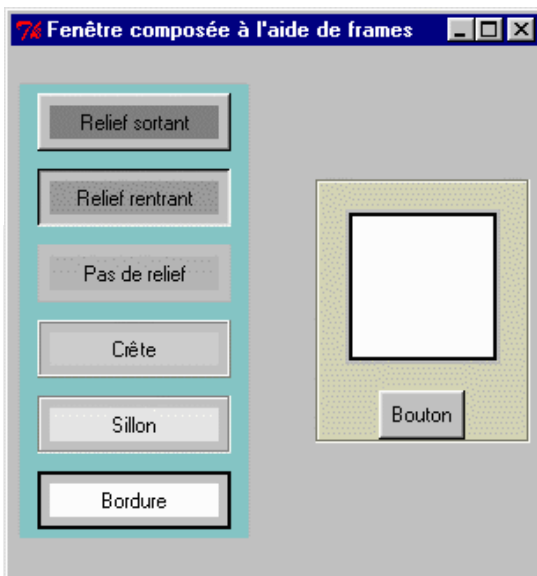 Fenêtre composée à l'aide de frames
Relief sortant
Relief rentrant
Pas de relief
Crête
Sillon
Bordure
Bouton